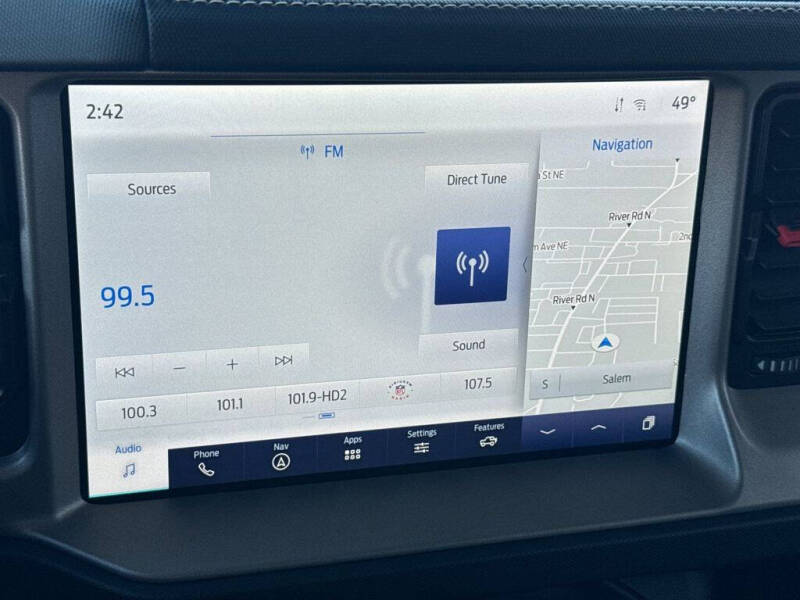 2:42
49°
FM
Navigation
Sources
Direct Tune
St NE
River Rd N
2nd
Ave NE
99.5
River Rd N
Sound
S
Salem
100.3
101.1
101.9-HD2
107.5
Audio
Phone
Nav
Apps
Settings
Features